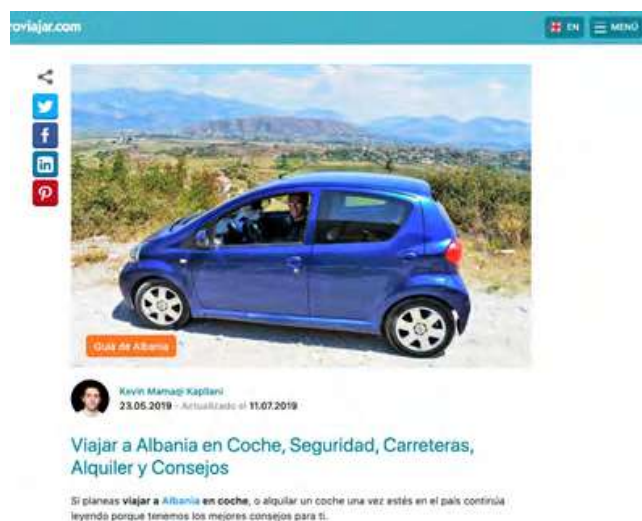 roviajar.com
EN
MENÚ
Guía de Albania
Kevin Mamaqi Kapllani
23.05.2019 - Actualizado el 11.07.2019
Viajar a Albania en Coche, Seguridad, Carreteras,
Alquiler y Consejos
Si planeas viajar a Albania en coche, o alquilar un coche una vez estés en el país continúa
leyendo porque tenemos los mejores consejos para ti.